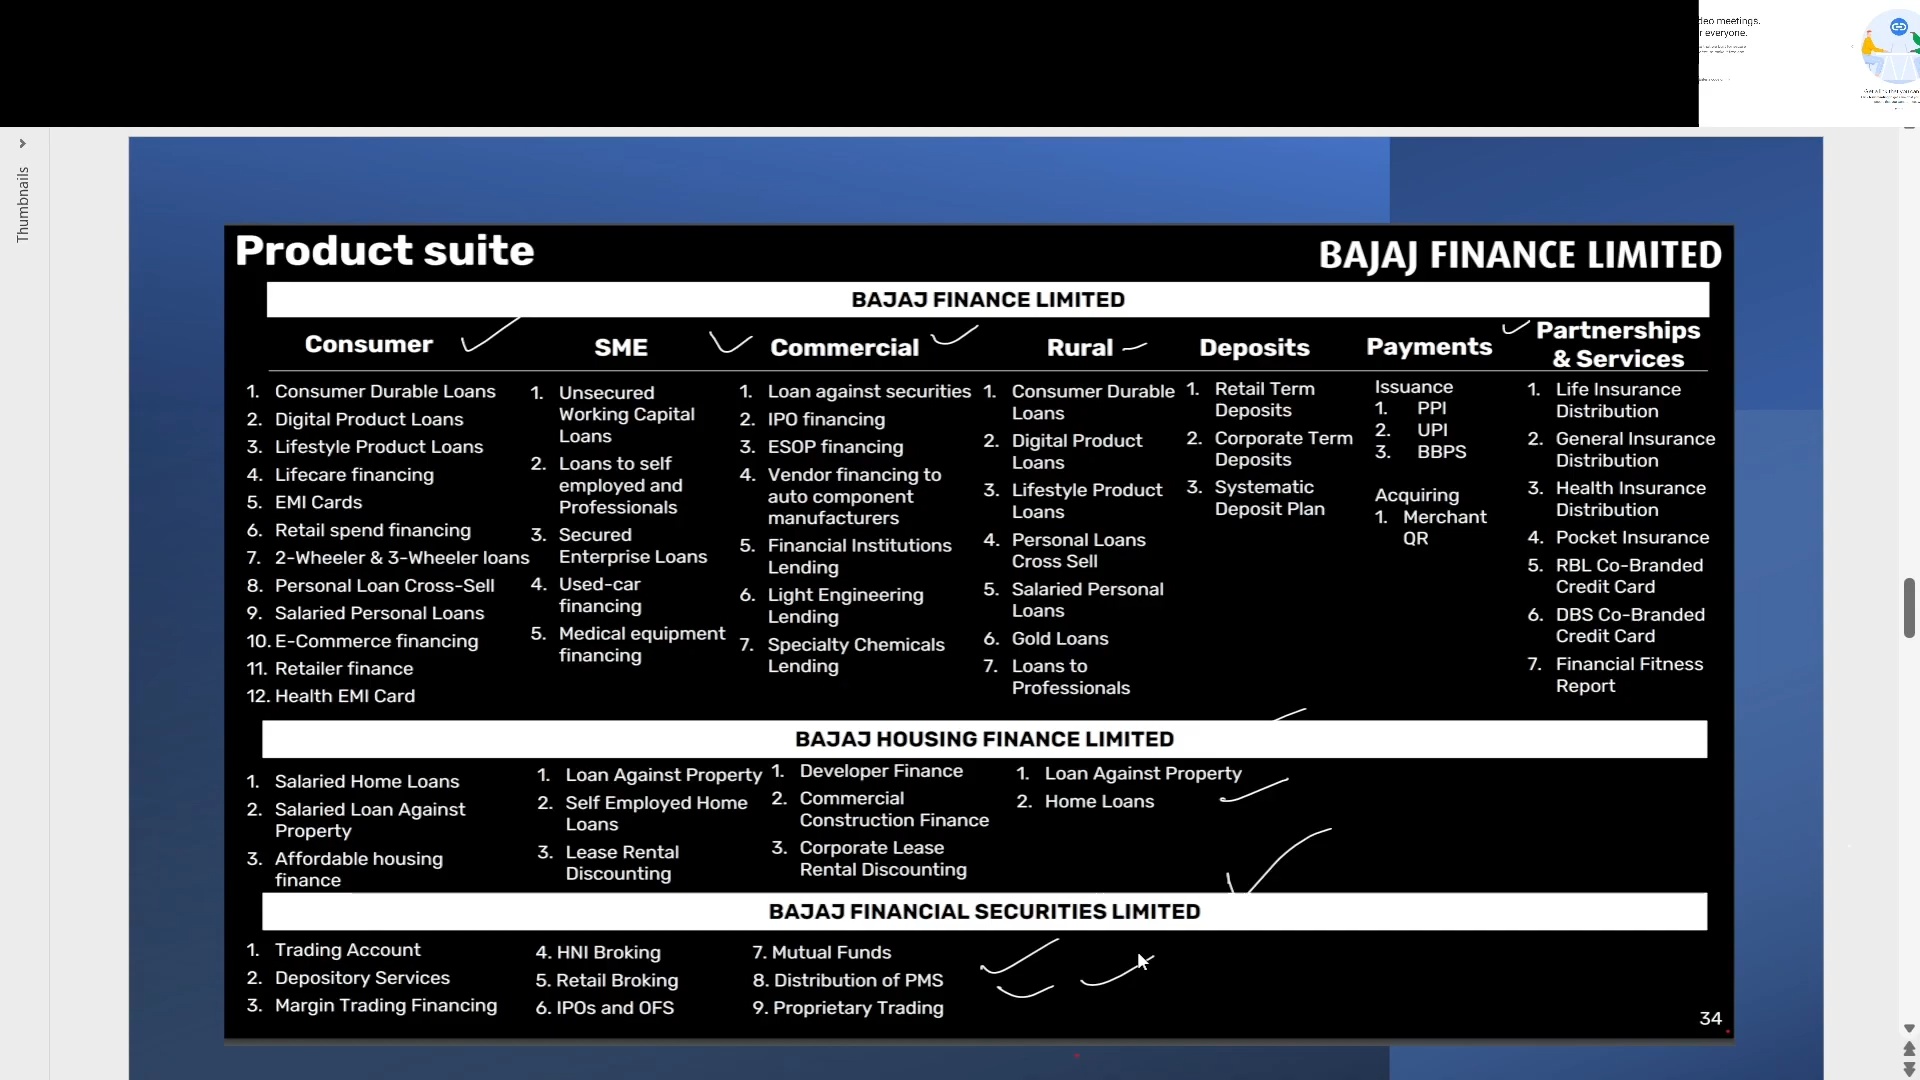 deo meetings.
r everyone.
Thumbnails
Product suite
BAJAJ FINANCE LIMITED
BAJAJ FINANCE LIMITED
Consumer
1. Consumer Durable Loans
2. Digital Product Loans
3. Lifestyle Product Loans
4. Lifecare financing
5. EMI Cards
6. Retail spend financing
7. 2-Wheeler & 3-Wheeler loans
8. Personal Loan Cross-Sell
9. Salaried Personal Loans
10. E-Commerce financing
11. Retailer finance
12. Health EMI Card
SME
1. Unsecured
Working Capital
Loans
2. Loans to self
employed and
Professionals
3. Secured
Enterprise Loans
4. Used-car
financing
5. Medical equipment
financing
Commercial
1. Loan against securities
2. IPO financing
3. ESOP financing
4. Vendor financing to
auto component
manufacturers
5. Financial Institutions
Lending
6. Light Engineering
Lending
7. Specialty Chemicals
Lending
Rural
1. Consumer Durable
Loans
2. Digital Product
Loans
3. Lifestyle Product
Loans
4. Personal Loans
Cross Sell
5. Salaried Personal
Loans
6. Gold Loans
7. Loans to
Professionals
Deposits
1. Retail Term
Deposits
2. Corporate Term
Deposits
3. Systematic
Deposit Plan
Payments
Issuance
1. PPI
2. UPI
3. BBPS
Acquiring
1. Merchant
QR
Partnerships
& Services
1. Life Insurance
Distribution
2. General Insurance
Distribution
3. Health Insurance
Distribution
4. Pocket Insurance
5. RBL Co-Branded
Credit Card
6. DBS Co-Branded
Credit Card
7. Financial Fitness
Report
BAJAJ HOUSING FINANCE LIMITED
1. Salaried Home Loans
2. Salaried Loan Against
Property
3. Affordable housing
finance
1. Loan Against Property
2. Self Employed Home
Loans
3. Lease Rental
Discounting
1. Developer Finance
2. Commercial
Construction Finance
3. Corporate Lease
Rental Discounting
1. Loan Against Property
2. Home Loans
BAJAJ FINANCIAL SECURITIES LIMITED
1. Trading Account
2. Depository Services
3. Margin Trading Financing
4. HNI Broking
5. Retail Broking
6. IPOs and OFS
7. Mutual Funds
8. Distribution of PMS
9. Proprietary Trading
34